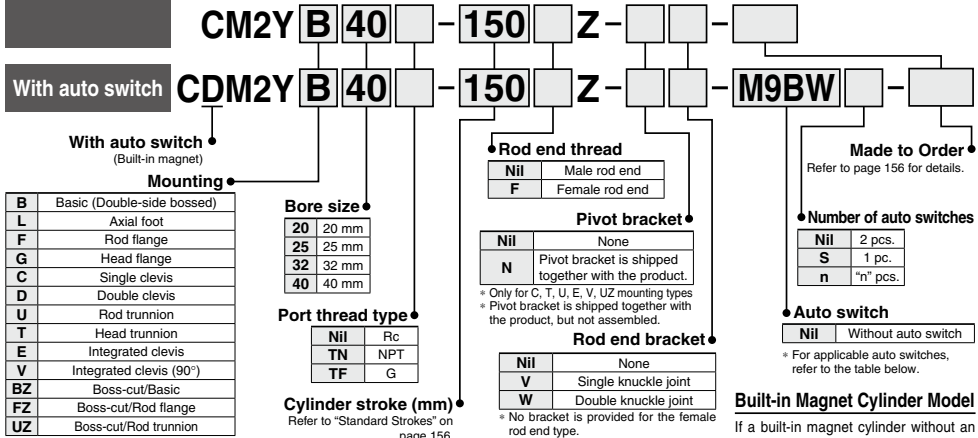 CM2Y B 40 - 150 Z - -
With auto switch CDM2Y B 40 - 150 Z - - M9BW -
With auto switch
(Built-in magnet)
Mounting
B Basic (Double-side bossed)
L Axial foot
F Rod flange
G Head flange
C Single clevis
D Double clevis
U Rod trunnion
T Head trunnion
E Integrated clevis
V Integrated clevis (90°)
BZ Boss-cut/Basic
FZ Boss-cut/Rod flange
UZ Boss-cut/Rod trunnion
Bore size
20 20 mm
25 25 mm
32 32 mm
40 40 mm
Port thread type
Nil Rc
TN NPT
TF G
Cylinder stroke (mm)
Refer to “Standard Strokes” on
page 156.
Rod end thread
Nil Male rod end
F Female rod end
Pivot bracket
Nil None
N Pivot bracket is shipped
together with the product.
∗ Only for C, T, U, E, V, UZ mounting types
∗ Pivot bracket is shipped together with
the product, but not assembled.
Rod end bracket
Nil None
V Single knuckle joint
W Double knuckle joint
∗ No bracket is provided for the female
rod end type.
Made to Order
Refer to page 156 for details.
Number of auto switches
Nil 2 pcs.
S 1 pc.
n “n” pcs.
Auto switch
Nil Without auto switch
∗ For applicable auto switches,
refer to the table below.
Built-in Magnet Cylinder Model
If a built-in magnet cylinder without an